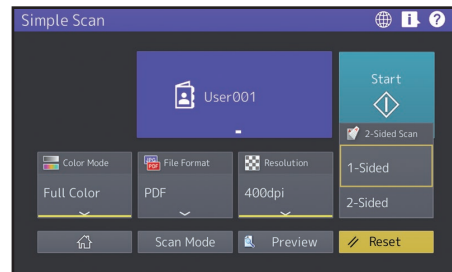 Simple Scan
User001
Start
2-Sided Scan
1-Sided
2-Sided
Color Mode
Full Color
File Format
PDF
Resolution
400dpi
Scan Mode
Preview
Reset